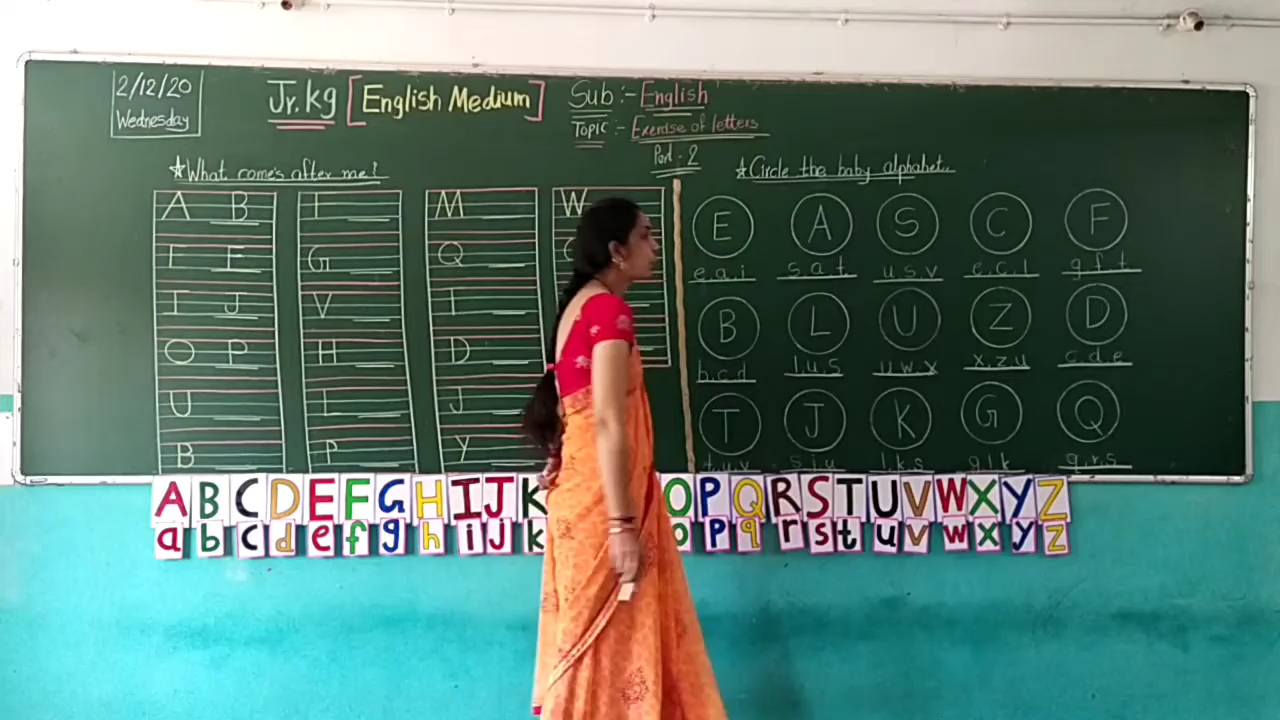 2/12/20
Wednesday
Jr.kg [English Medium]
Sub :- English
Topic :- Exercise of letters
Part - 2
★What come's after me?
A B
I
M
W
E F
G
Q
I J
V
I
O P
H
D
U
L
J
B
P
Y
★Circle the baby alphabet..
E A S C F
e.a.i s.a.t u.s.v e.c.l g.f.t
B L U Z D
b.c.d l.u.s u.w.x x.z.u c.d.e
T J K G Q
t.u.v s.j.u l.k.s g.l.k q.r.s
A B C D E F G H I J K O P Q R S T U V W X Y Z
a b c d e f g h i j k o p q r s t u v w x y z